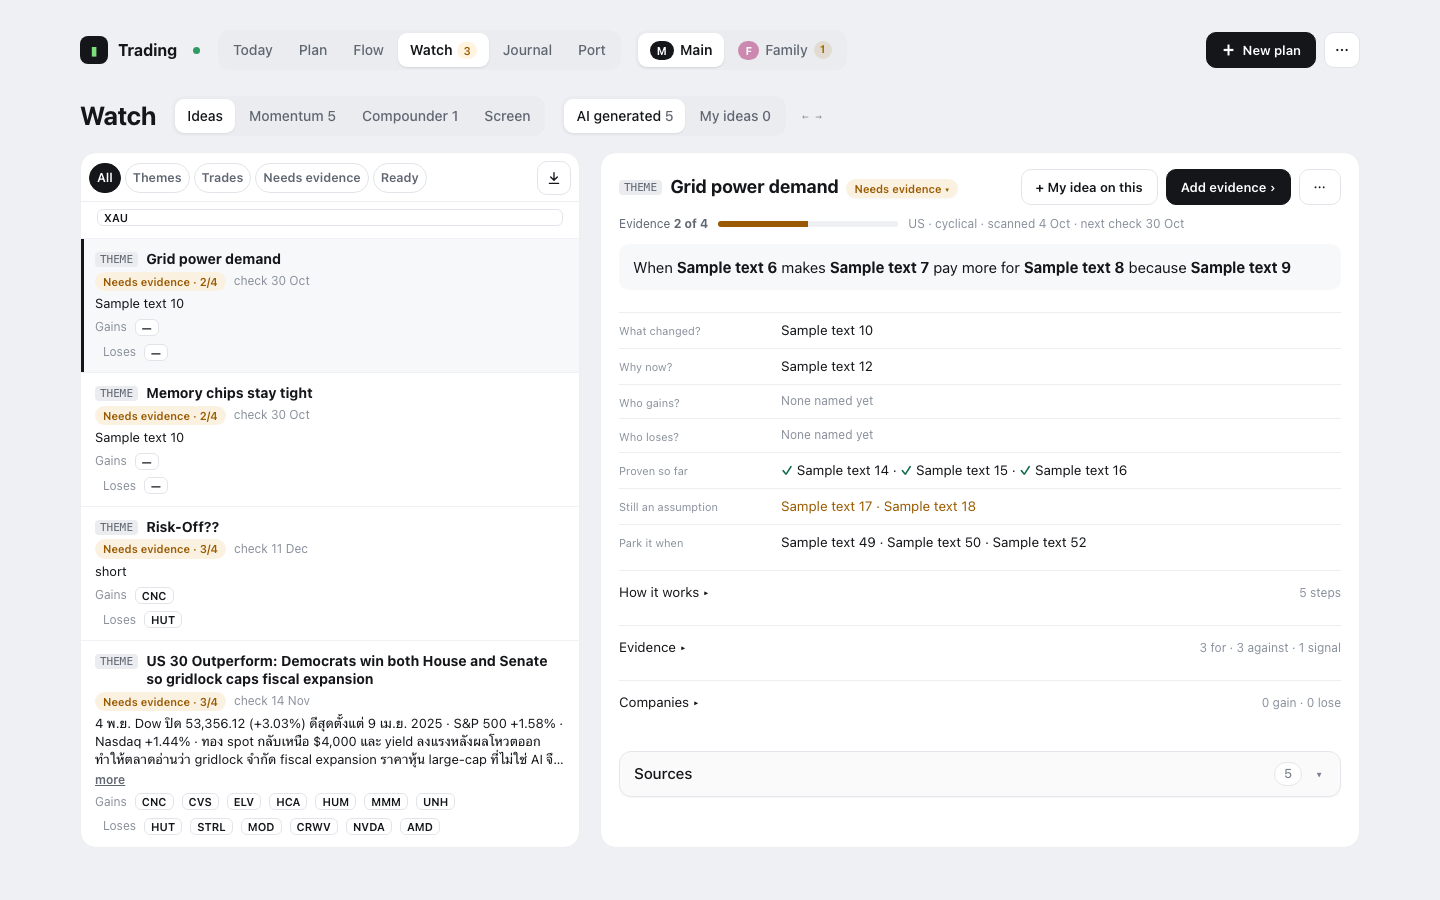 Trading Today Plan Flow Watch 3 Journal Port M Main F Family 1 + New plan ...
Watch Ideas Momentum 5 Compounder 1 Screen AI generated 5 My ideas 0 ← →
All Themes Trades Needs evidence Ready
XAU
THEME Grid power demand
Needs evidence · 2/4 check 30 Oct
Sample text 10
Gains —
Loses —
THEME Memory chips stay tight
Needs evidence · 2/4 check 30 Oct
Sample text 10
Gains —
Loses —
THEME Risk-Off??
Needs evidence · 3/4 check 11 Dec
short
Gains CNC
Loses HUT
THEME US 30 Outperform: Democrats win both House and Senate
so gridlock caps fiscal expansion
Needs evidence · 3/4 check 14 Nov
4 พ.ย. Dow ปิด 53,356.12 (+3.03%) ดีสุดตั้งแต่ 9 เม.ย. 2025 · S&P 500 +1.58% ·
Nasdaq +1.44% · ทอง spot กลับเหนือ $4,000 และ yield ลงแรงหลังผลโหวตออก
ทำให้ตลาดอ่านว่า gridlock จำกัด fiscal expansion ราคาหุ้น large-cap ที่ไม่ใช่ AI จึ...
more
Gains CNC CVS ELV HCA HUM MMM UNH
Loses HUT STRL MOD CRWV NVDA AMD
THEME Grid power demand Needs evidence • + My idea on this Add evidence › ...
Evidence 2 of 4 US · cyclical · scanned 4 Oct · next check 30 Oct
When Sample text 6 makes Sample text 7 pay more for Sample text 8 because Sample text 9
What changed? Sample text 10
Why now? Sample text 12
Who gains? None named yet
Who loses? None named yet
Proven so far ✓ Sample text 14 · ✓ Sample text 15 · ✓ Sample text 16
Still an assumption Sample text 17 · Sample text 18
Park it when Sample text 49 · Sample text 50 · Sample text 52
How it works ▸ 5 steps
Evidence ▸ 3 for · 3 against · 1 signal
Companies ▸ 0 gain · 0 lose
Sources 5 ▾